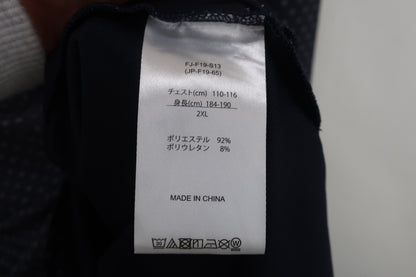 FJ-F19-S13
(JP-F19-65)
チェスト(cm) 110-116
身長(cm) 184-190
2XL
ポリエステル 92%
ポリウレタン 8%
MADE IN CHINA